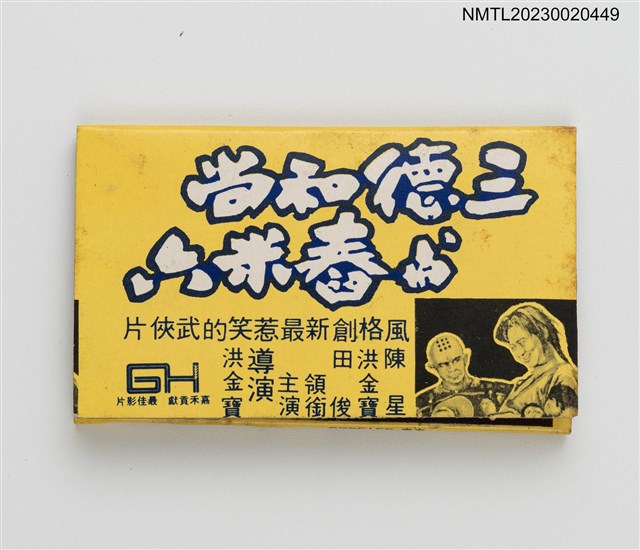 NMTL20230020449
三德和尚
与舂米六
風格創新最惹笑的武俠片
陳星
洪金寶
田俊
領銜
主演
導演
洪金寶
GH
嘉禾貢獻 最佳影片